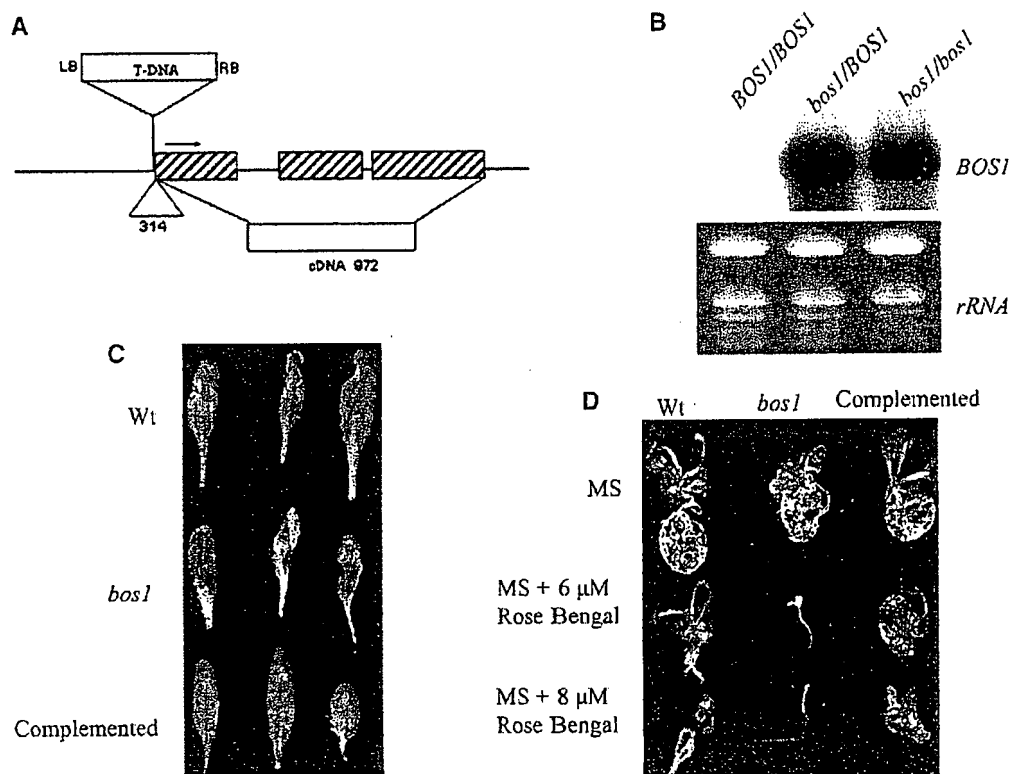 A
LB T-DNA RB
314
cDNA 972
B
BOS1/BOS1
bos1/BOS1
bos1/bos1
BOS1
rRNA
C
Wt
bos1
Complemented
D
Wt bos1 Complemented
MS
MS + 6 µM
Rose Bengal
MS + 8 µM
Rose Bengal